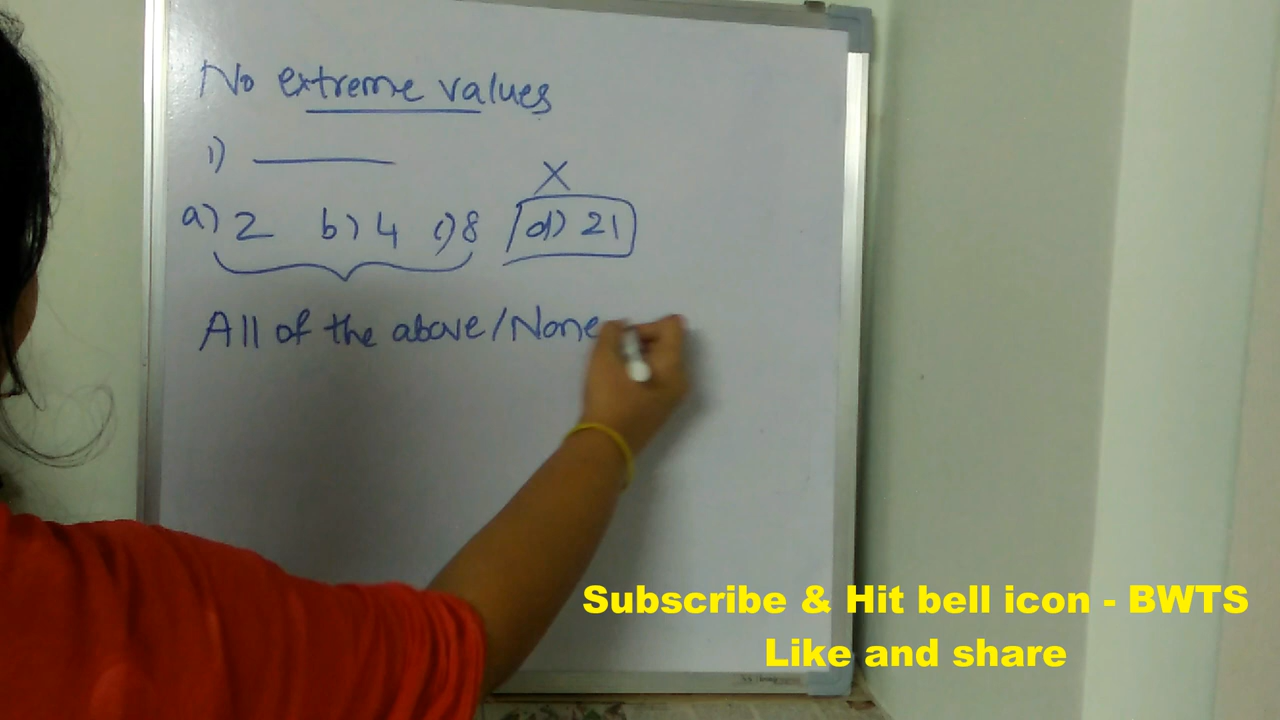 No extreme values
1)
X
a) 2 b) 4 c) 8 d) 21
All of the above/None
Subscribe & Hit bell icon - BWTS
Like and share